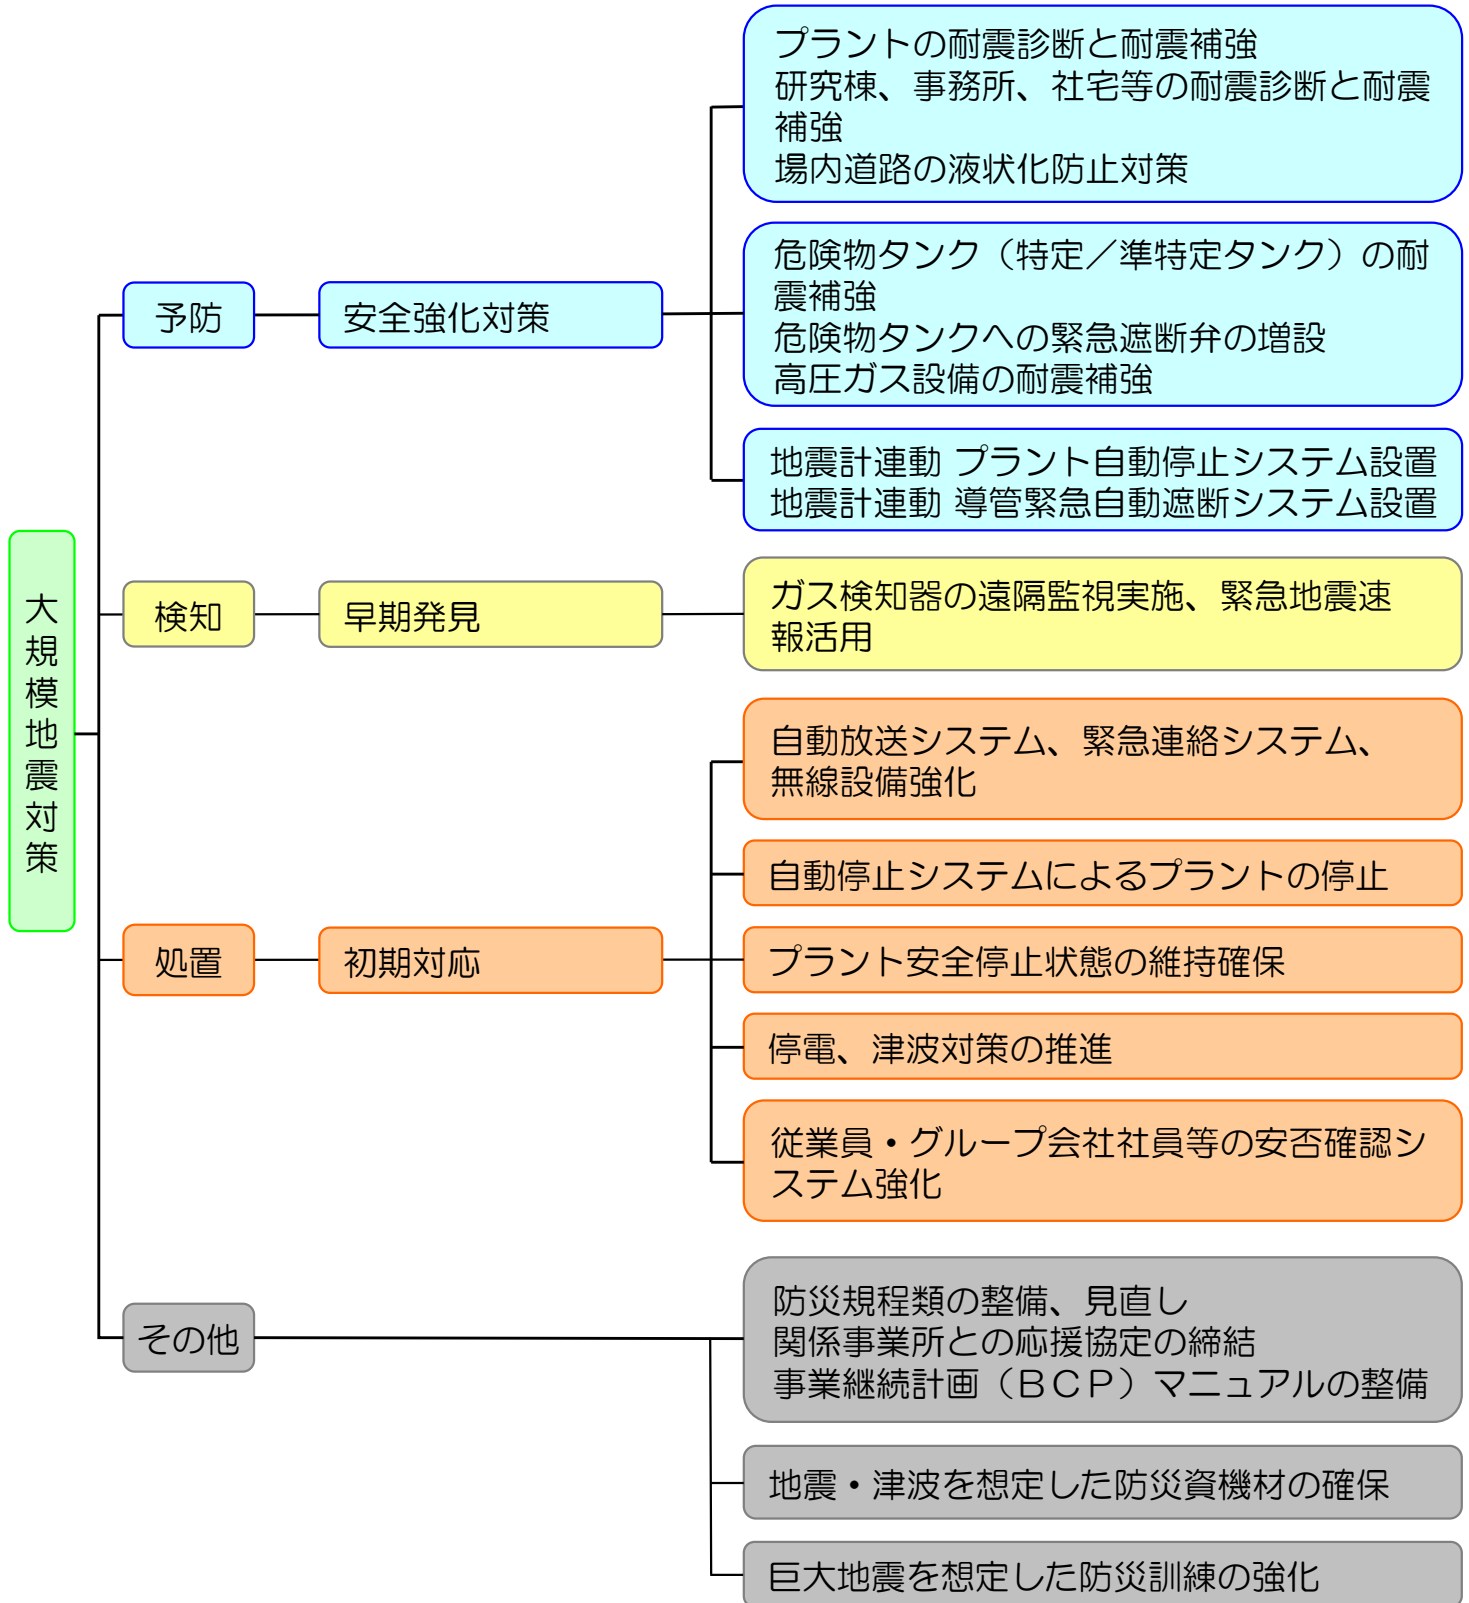 大規模地震対策
予防
安全強化対策
プラントの耐震診断と耐震補強
研究棟、事務所、社宅等の耐震診断と耐震
補強
場内道路の液状化防止対策
危険物タンク（特定／準特定タンク）の耐
震補強
危険物タンクへの緊急遮断弁の増設
高圧ガス設備の耐震補強
地震計連動 プラント自動停止システム設置
地震計連動 導管緊急自動遮断システム設置
検知
早期発見
ガス検知器の遠隔監視実施、緊急地震速
報活用
処置
初期対応
自動放送システム、緊急連絡システム、
無線設備強化
自動停止システムによるプラントの停止
プラント安全停止状態の維持確保
停電、津波対策の推進
従業員・グループ会社社員等の安否確認シ
ステム強化
その他
防災規程類の整備、見直し
関係事業所との応援協定の締結
事業継続計画（ＢＣＰ）マニュアルの整備
地震・津波を想定した防災資機材の確保
巨大地震を想定した防災訓練の強化